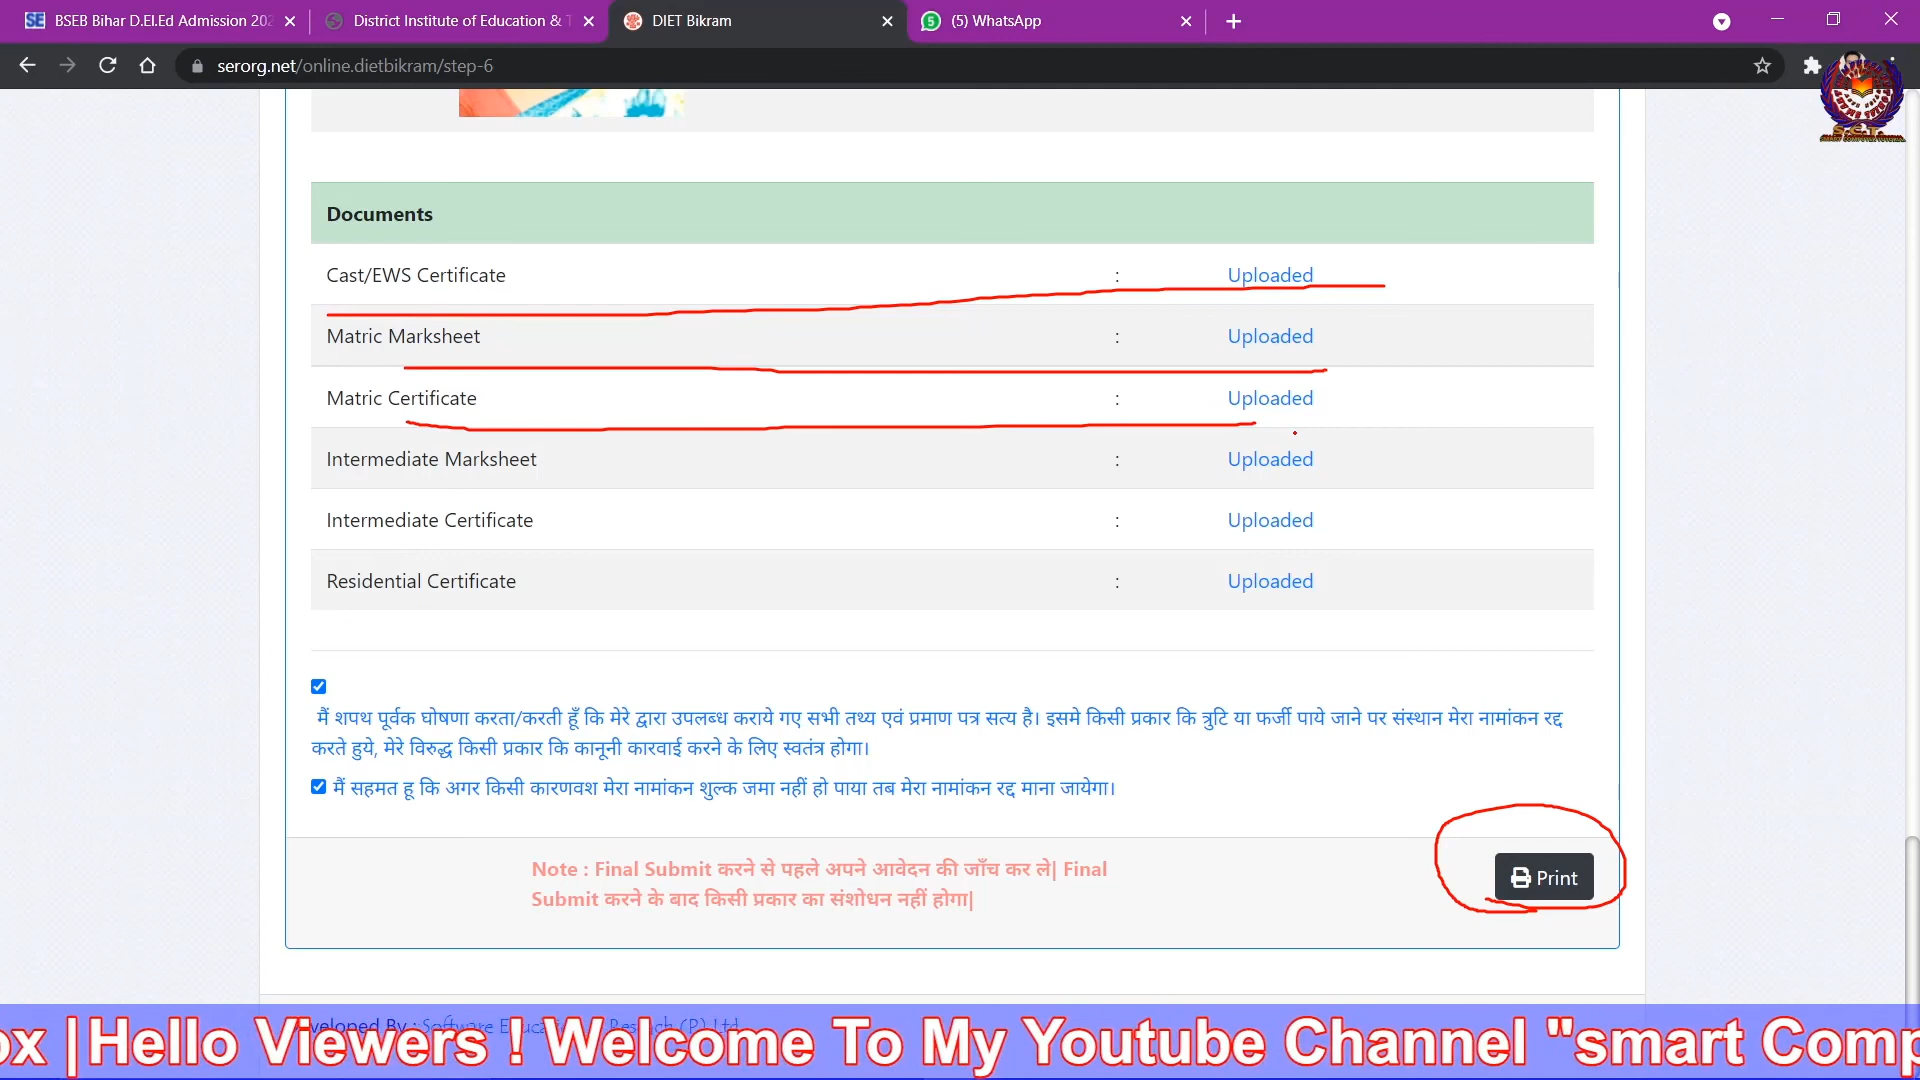 BSEB Bihar D.El.Ed Admission 202
District Institute of Education & T
DIET Bikram
(5) WhatsApp
serorg.net/online.dietbikram/step-6
S.C.T.
SMART COMPUTER TUTORIAL
Documents
Cast/EWS Certificate : Uploaded
Matric Marksheet : Uploaded
Matric Certificate : Uploaded
Intermediate Marksheet : Uploaded
Intermediate Certificate : Uploaded
Residential Certificate : Uploaded
मैं शपथ पूर्वक घोषणा करता/करती हूँ कि मेरे द्वारा उपलब्ध कराये गए सभी तथ्य एवं प्रमाण पत्र सत्य है। इसमे किसी प्रकार कि त्रुटि या फर्जी पाये जाने पर संस्थान मेरा नामांकन रद्द
करते हुये, मेरे विरुद्ध किसी प्रकार कि कानूनी कारवाई करने के लिए स्वतंत्र होगा।
मैं सहमत हू कि अगर किसी कारणवश मेरा नामांकन शुल्क जमा नहीं हो पाया तब मेरा नामांकन रद्द माना जायेगा।
Note : Final Submit करने से पहले अपने आवेदन की जाँच कर ले| Final
Submit करने के बाद किसी प्रकार का संशोधन नहीं होगा|
Print
ox |Hello Viewers ! Welcome To My Youtube Channel "smart Comp